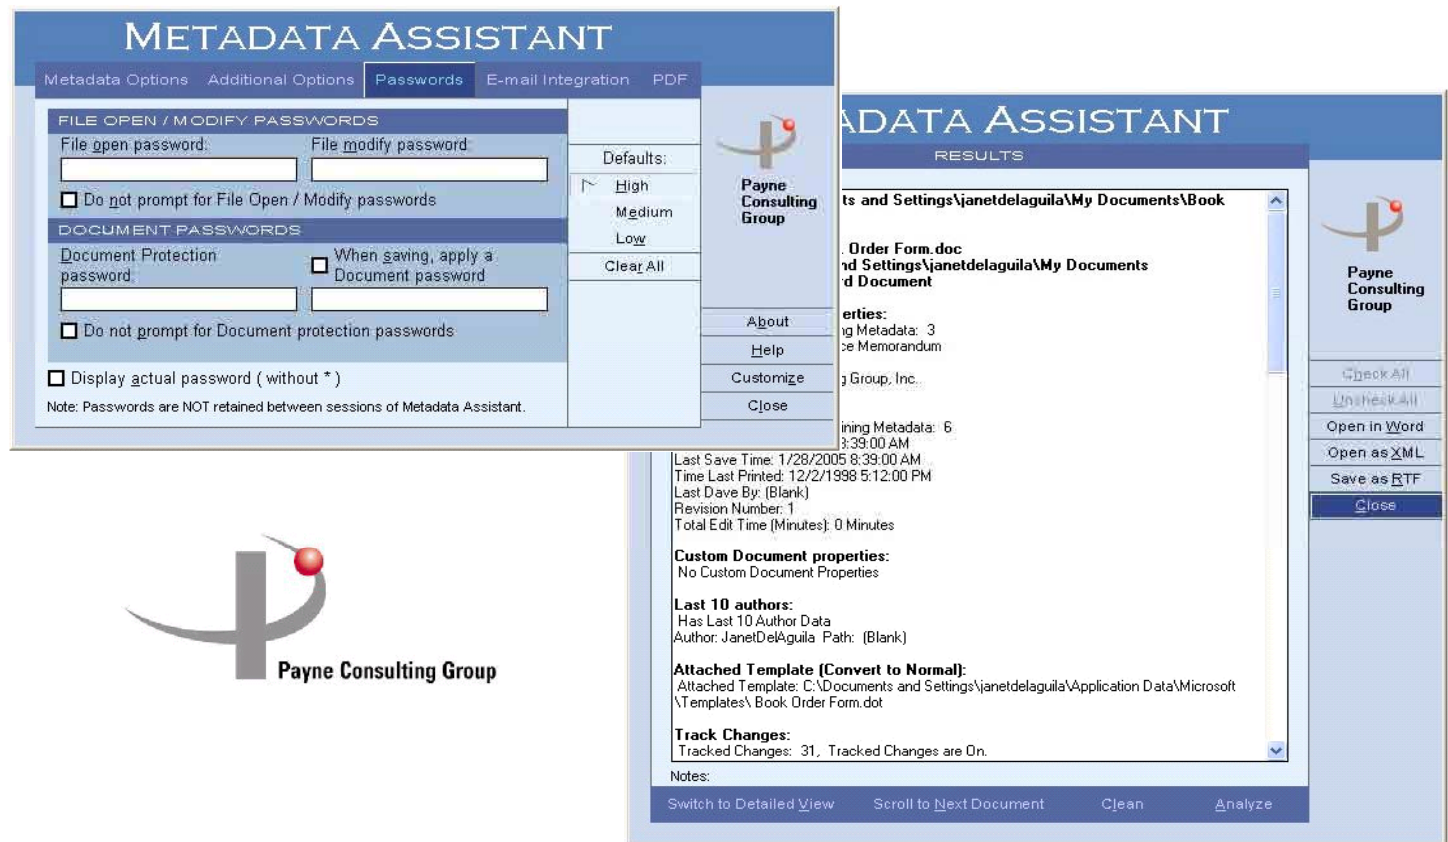 METADATA ASSISTANT
Metadata Options Additional Options Passwords E-mail Integration PDF
FILE OPEN / MODIFY PASSWORDS
File open password: File modify password:
Do not prompt for File Open / Modify passwords
DOCUMENT PASSWORDS
Document Protection password:
When saving, apply a Document password
Do not prompt for Document protection passwords
Display actual password ( without * )
Note: Passwords are NOT retained between sessions of Metadata Assistant.
Defaults:
High
Medium
Low
Clear All
Payne
Consulting
Group
About
Help
Customize
Close
ADATA ASSISTANT
RESULTS
ts and Settings\janetdelaguila\My Documents\Book
Order Form.doc
nd Settings\janetdelaguila\My Documents
rd Document
erties:
ng Metadata: 3
ce Memorandum
g Group, Inc.
ining Metadata: 6
8:39:00 AM
Last Save Time: 1/28/2005 8:39:00 AM
Time Last Printed: 12/2/1998 5:12:00 PM
Last Dave By: (Blank)
Revision Number: 1
Total Edit Time (Minutes): 0 Minutes
Custom Document properties:
No Custom Document Properties
Last 10 authors:
Has Last 10 Author Data
Author: JanetDelAguila Path: (Blank)
Attached Template (Convert to Normal):
Attached Template: C:\Documents and Settings\janetdelaguila\Application Data\Microsoft
\Templates\ Book Order Form.dot
Track Changes:
Tracked Changes: 31, Tracked Changes are On.
Notes:
Switch to Detailed View Scroll to Next Document Clean Analyze
Payne
Consulting
Group
Check All
Uncheck All
Open in Word
Open as XML
Save as RTF
Close
Payne Consulting Group